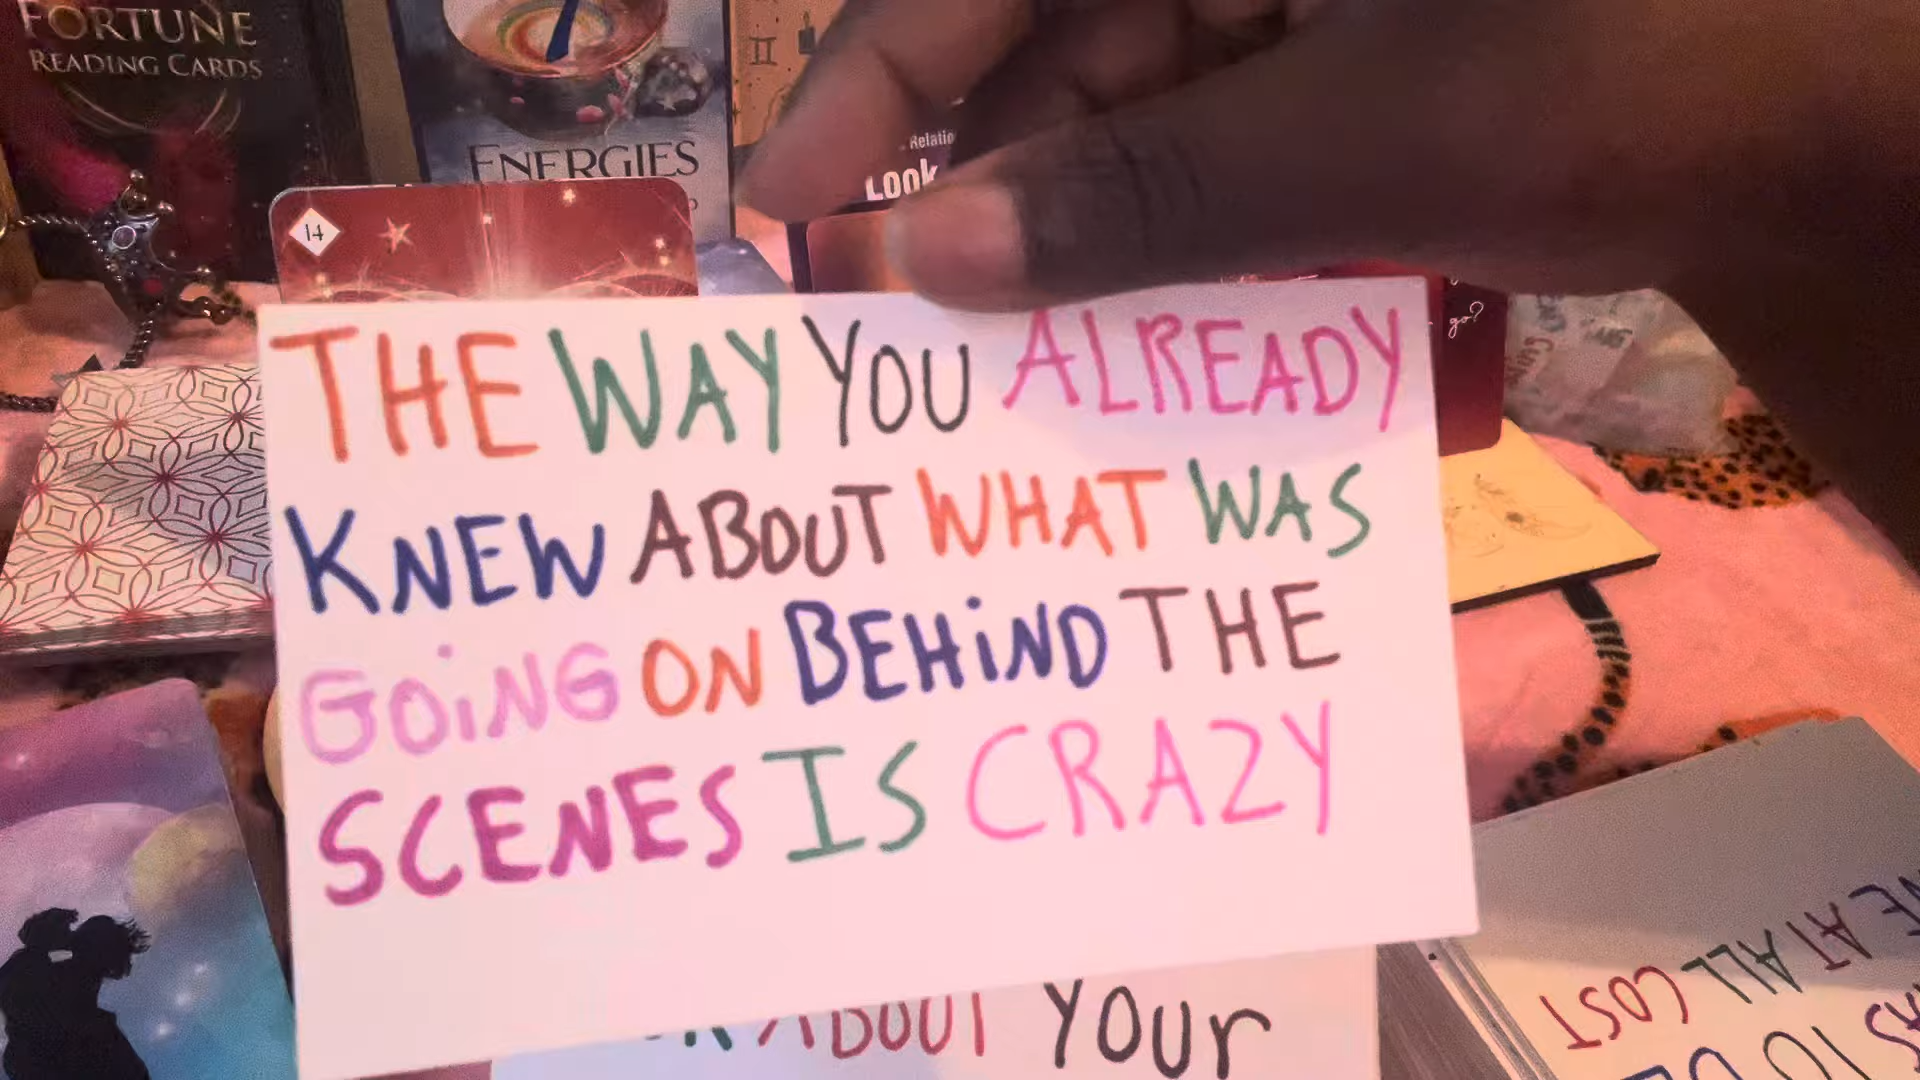 FORTUNE
READING CARDS
ENERGIES
Look
14
go?
THE WAY YOU ALREADY
KNEW ABOUT WHAT WAS
GOING ON BEHIND THE
SCENES IS CRAZY
ABOUT YOUR
AT ALL
COST